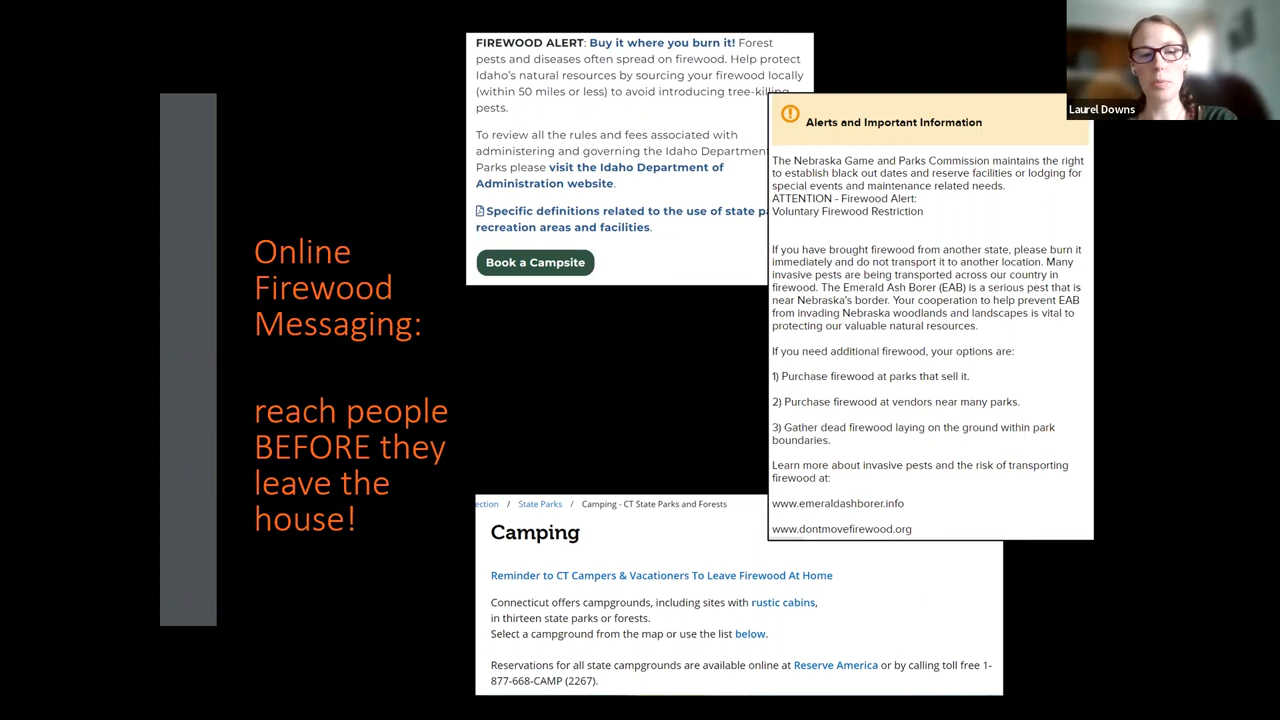 Online
Firewood
Messaging:
reach people
BEFORE they
leave the
house!
FIREWOOD ALERT: Buy it where you burn it! Forest
pests and diseases often spread on firewood. Help protect
Idaho's natural resources by sourcing your firewood locally
(within 50 miles or less) to avoid introducing tree-killing
pests.
To review all the rules and fees associated with
administering and governing the Idaho Department
Parks please visit the Idaho Department of
Administration website.
Specific definitions related to the use of state pa
recreation areas and facilities.
Book a Campsite
Alerts and Important Information
The Nebraska Game and Parks Commission maintains the right
to establish black out dates and reserve facilities or lodging for
special events and maintenance related needs.
ATTENTION - Firewood Alert:
Voluntary Firewood Restriction
If you have brought firewood from another state, please burn it
immediately and do not transport it to another location. Many
invasive pests are being transported across our country in
firewood. The Emerald Ash Borer (EAB) is a serious pest that is
near Nebraska's border. Your cooperation to help prevent EAB
from invading Nebraska woodlands and landscapes is vital to
protecting our valuable natural resources.
If you need additional firewood, your options are:
1) Purchase firewood at parks that sell it.
2) Purchase firewood at vendors near many parks.
3) Gather dead firewood laying on the ground within park
boundaries.
Learn more about invasive pests and the risk of transporting
firewood at:
www.emeraldashborer.info
www.dontmovefirewood.org
ection / State Parks / Camping - CT State Parks and Forests
Camping
Reminder to CT Campers & Vacationers To Leave Firewood At Home
Connecticut offers campgrounds, including sites with rustic cabins,
in thirteen state parks or forests.
Select a campground from the map or use the list below.
Reservations for all state campgrounds are available online at Reserve America or by calling toll free 1-
877-668-CAMP (2267).
Laurel Downs